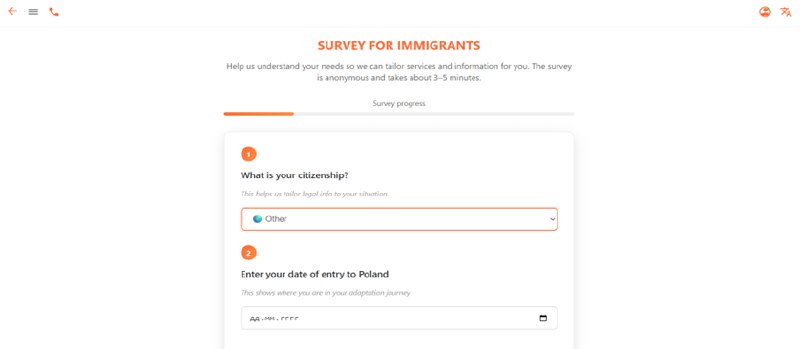 SURVEY FOR IMMIGRANTS
Help us understand your needs so we can tailor services and information for you. The survey
is anonymous and takes about 3–5 minutes.
Survey progress
1
What is your citizenship?
This helps us tailor legal info to your situation
Other
2
Enter your date of entry to Poland
This shows where you are in your adaptation journey